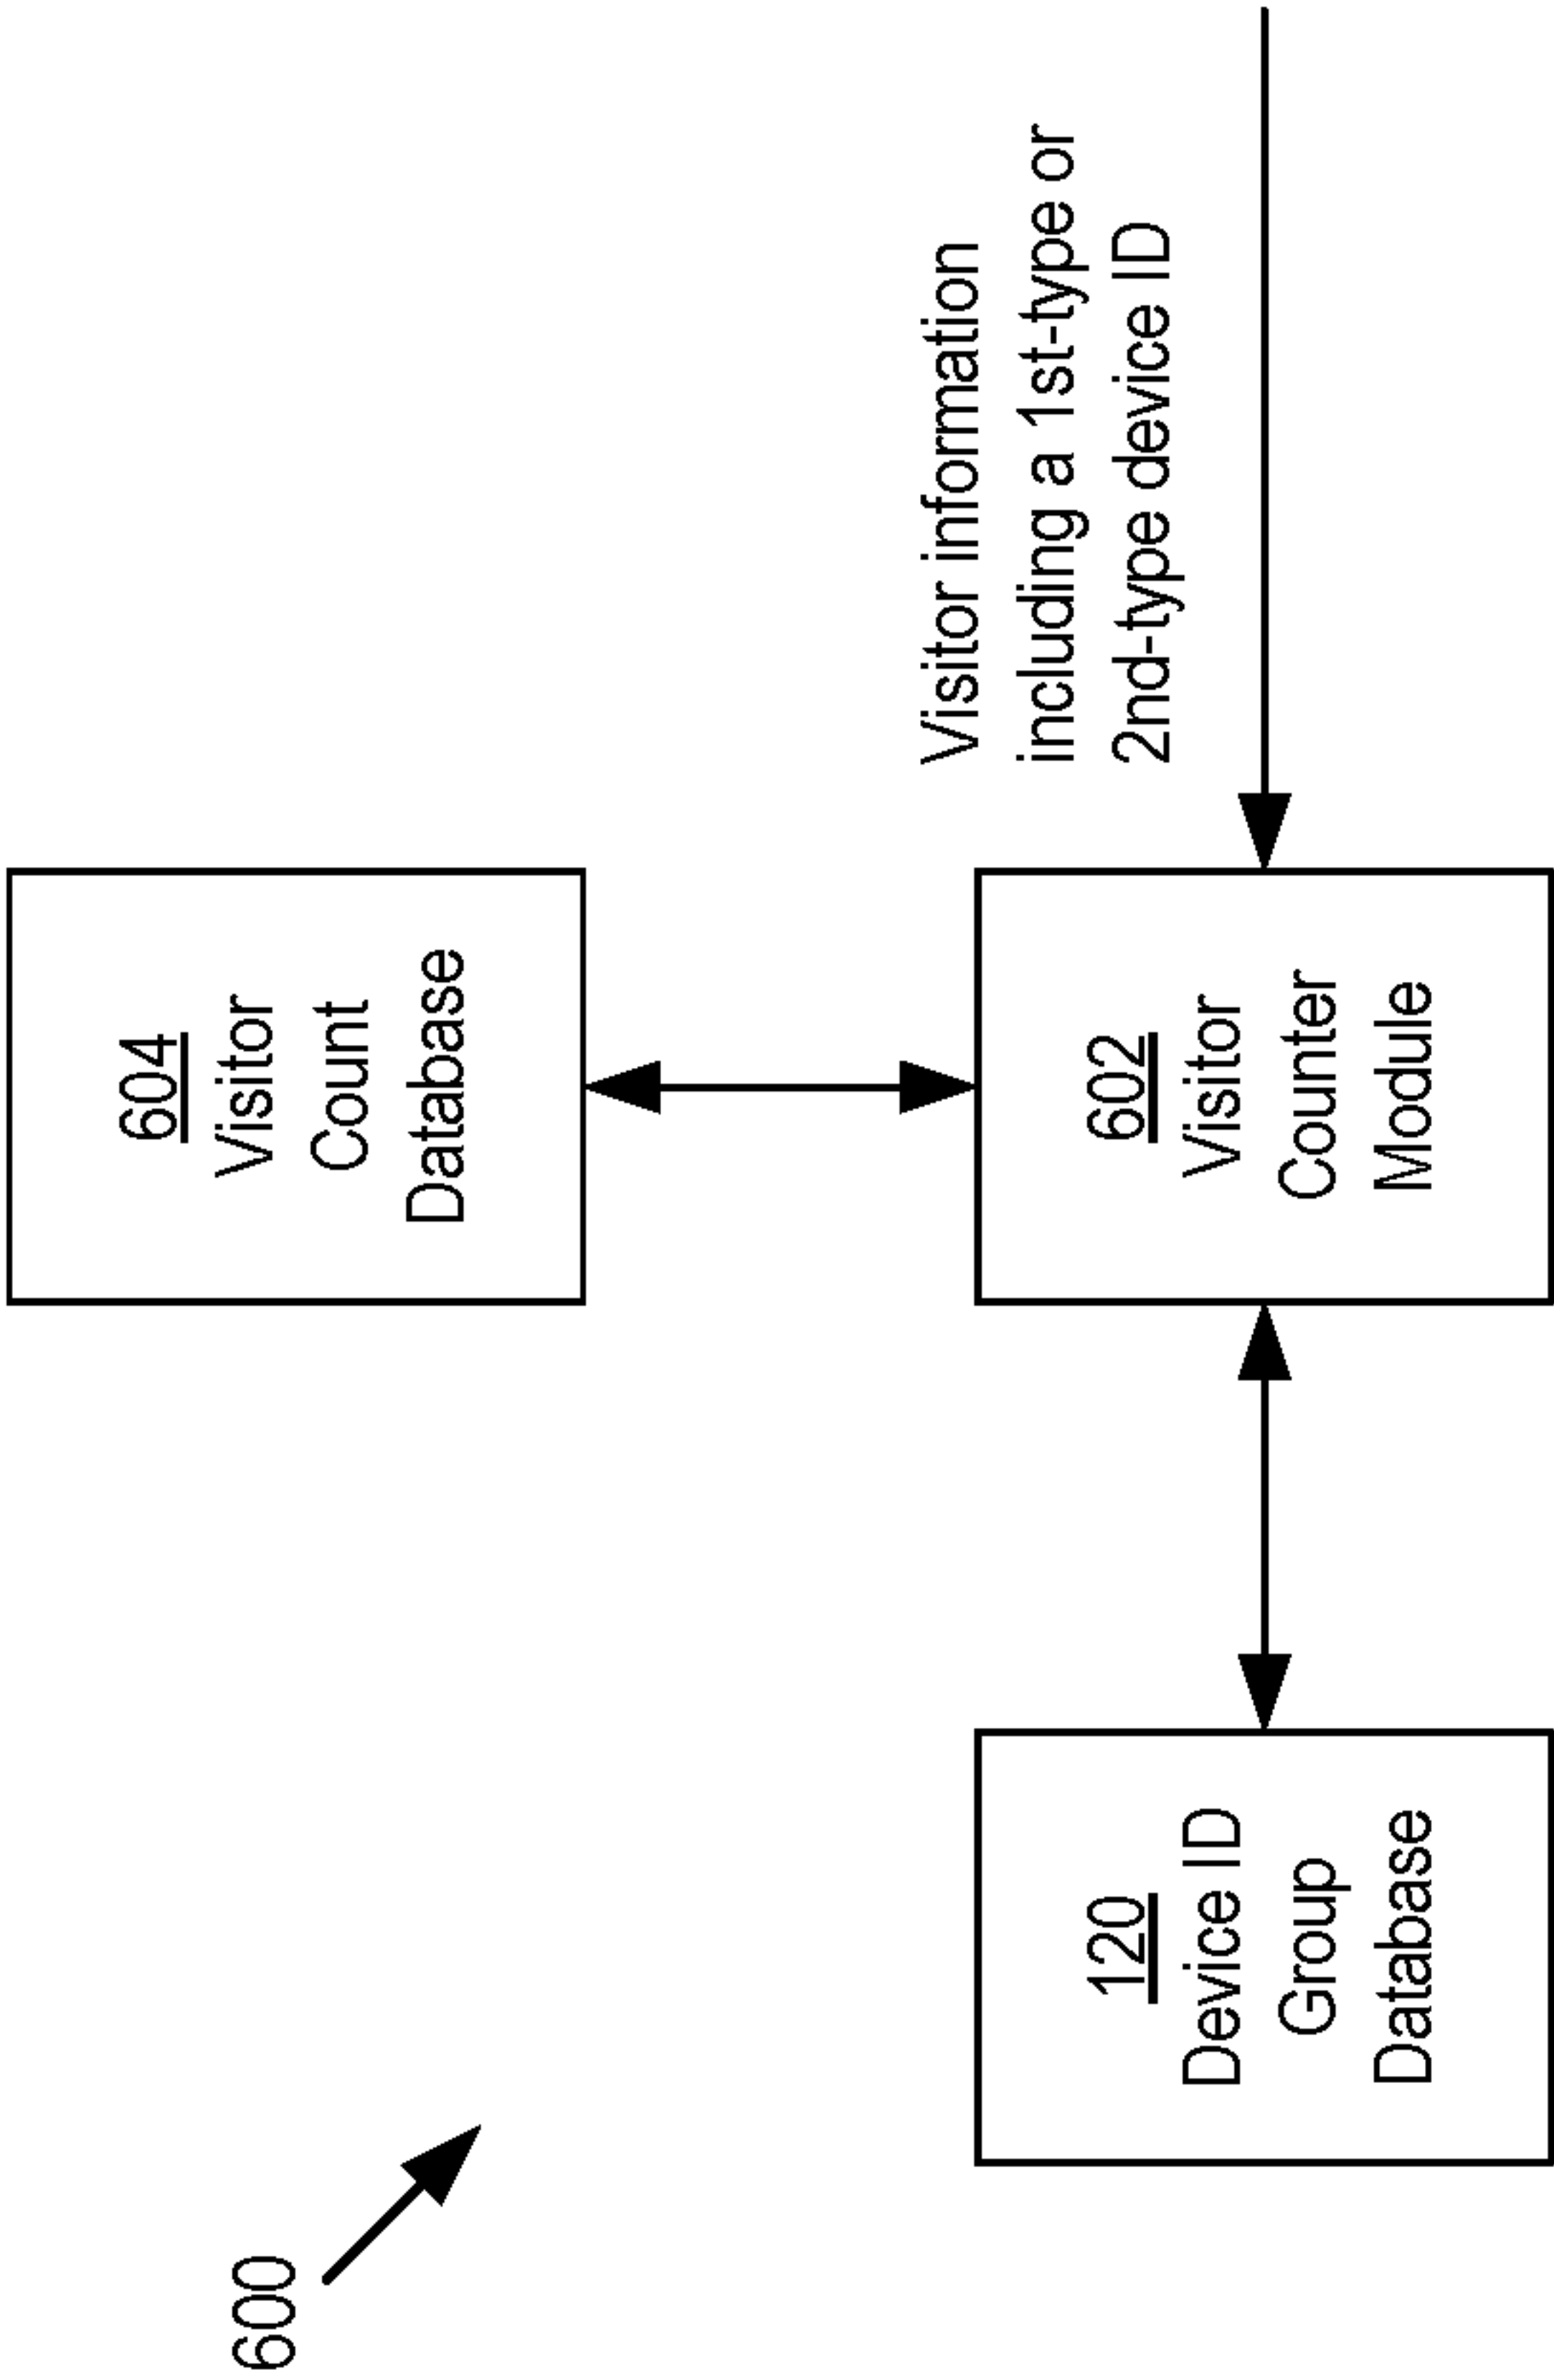 600
604
Visitor
Count
Database
120
Device ID
Group
Database
602
Visitor
Counter
Module
Visitor information
including a 1st-type or
2nd-type device ID